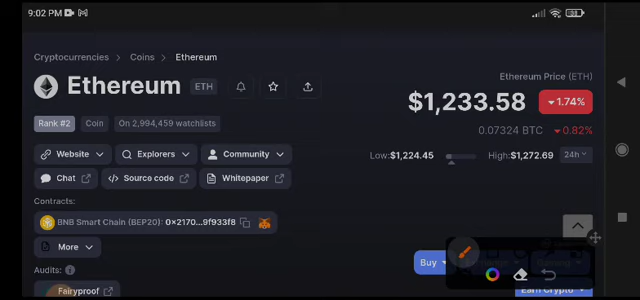 9:02 PM
Cryptocurrencies > Coins > Ethereum
Ethereum ETH
Ethereum Price (ETH)
$1,233.58 1.74%
0.07324 BTC 0.82%
Rank #2 Coin On 2,994,459 watchlists
Low:$1,224.45 High:$1,272.69 24h
Website Explorers Community
Chat Source code Whitepaper
Contracts:
BNB Smart Chain (BEP20): 0x2170...9f933f8
More
Buy
Audits:
Fairyproof
Earn Crypto